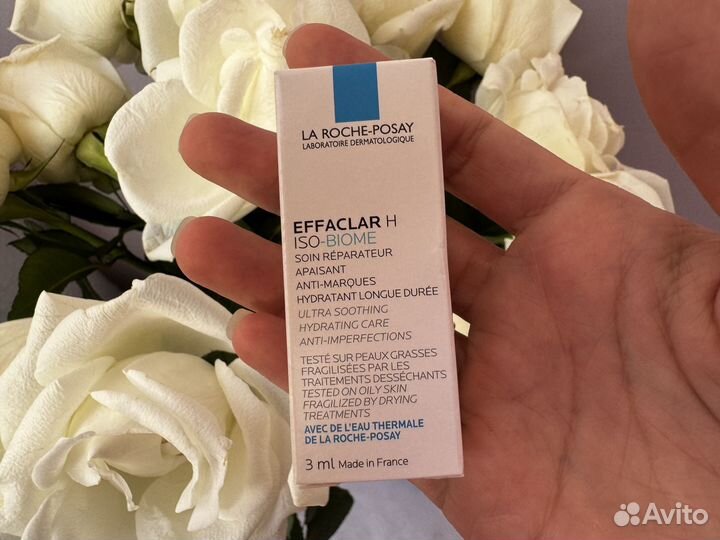 LA ROCHE-POSAY
LABORATOIRE DERMATOLOGIQUE
EFFACLAR H
ISO-BIOME
SOIN RÉPARATEUR
APAISANT
ANTI-MARQUES
HYDRATANT LONGUE DURÉE
ULTRA SOOTHING
HYDRATING CARE
ANTI-IMPERFECTIONS
TESTÉ SUR PEAUX GRASSES
FRAGILISÉES PAR LES
TRAITEMENTS DESSÉCHANTS
TESTED ON OILY SKIN
FRAGILIZED BY DRYING
TREATMENTS
AVEC DE L'EAU THERMALE
DE LA ROCHE-POSAY
3 ml Made in France
Avito